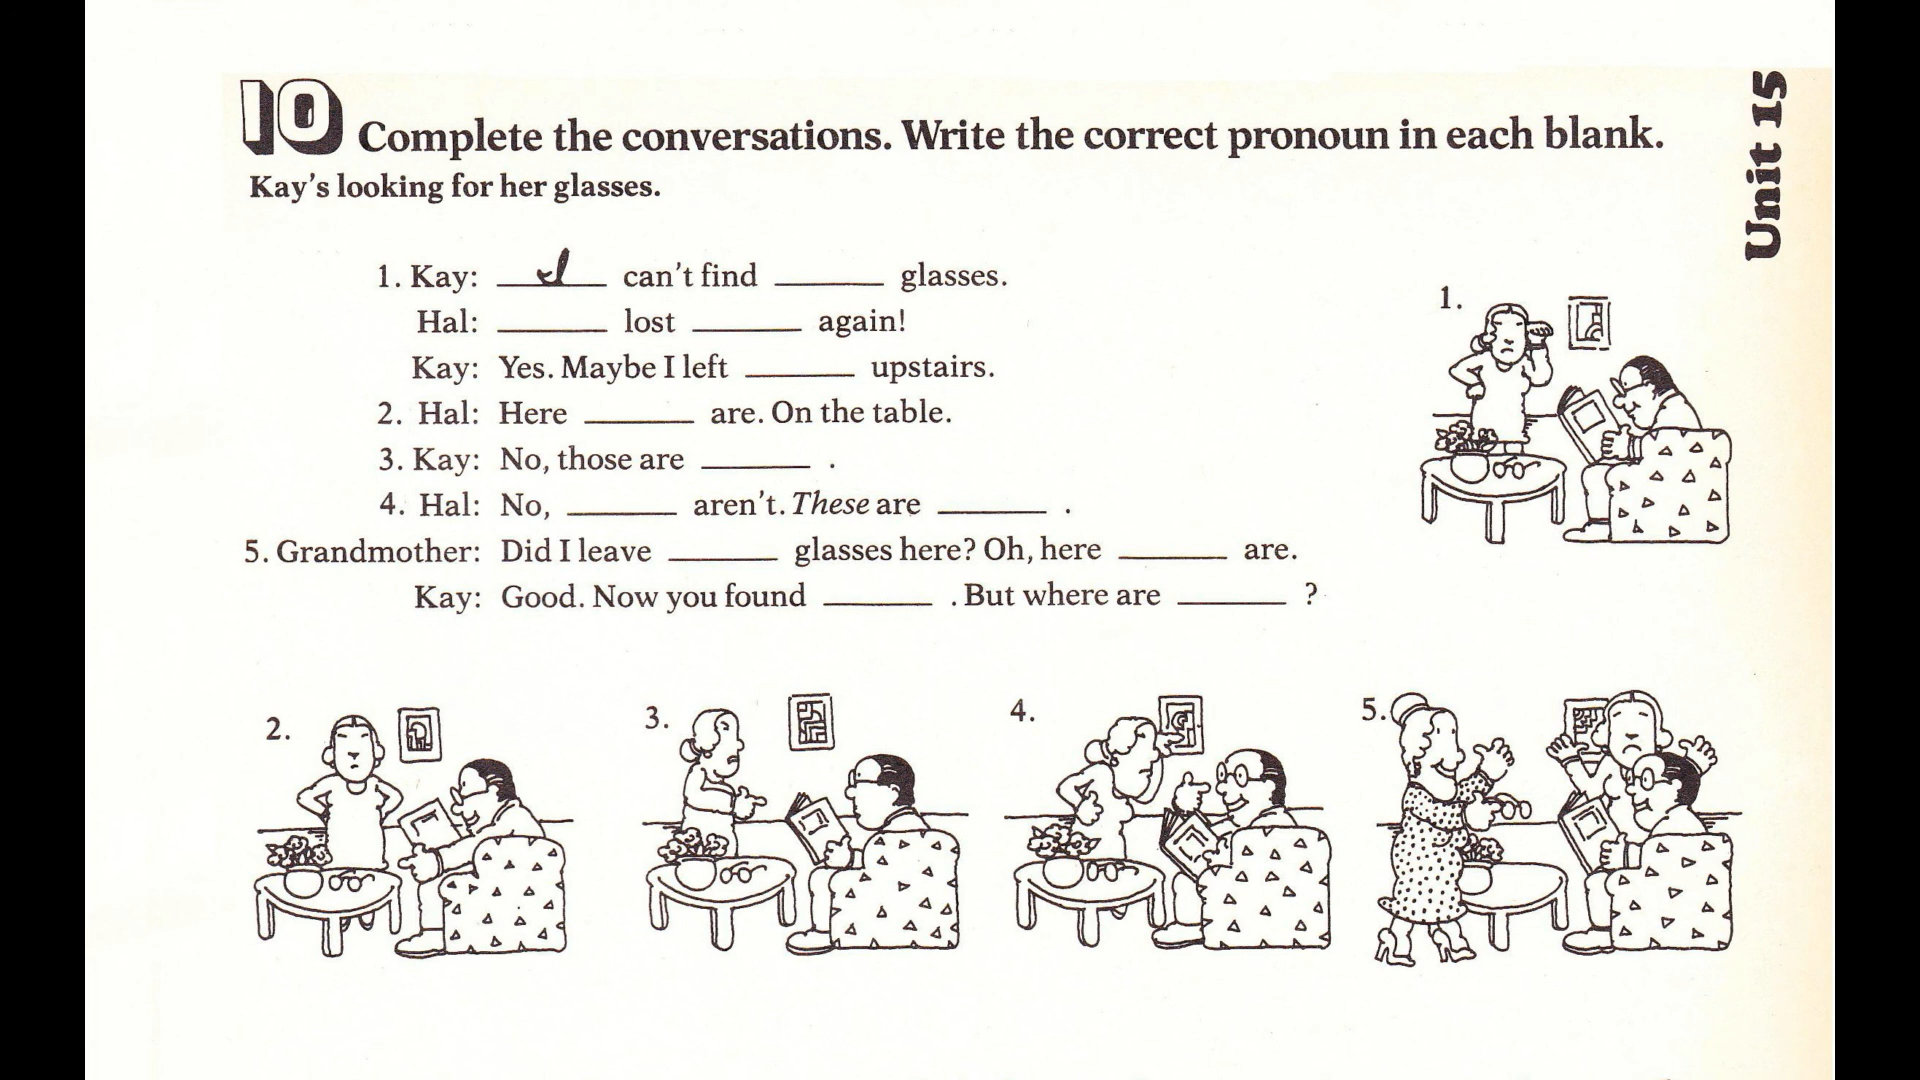 10 Complete the conversations. Write the correct pronoun in each blank.
Unit 15
Kay's looking for her glasses.
1. Kay: I can't find ______ glasses.
Hal: ______ lost ______ again!
Kay: Yes. Maybe I left ______ upstairs.
2. Hal: Here ______ are. On the table.
3. Kay: No, those are ______ .
4. Hal: No, ______ aren't. These are ______ .
5. Grandmother: Did I leave ______ glasses here? Oh, here ______ are.
Kay: Good. Now you found ______ . But where are ______ ?
1.
2.
3.
4.
5.